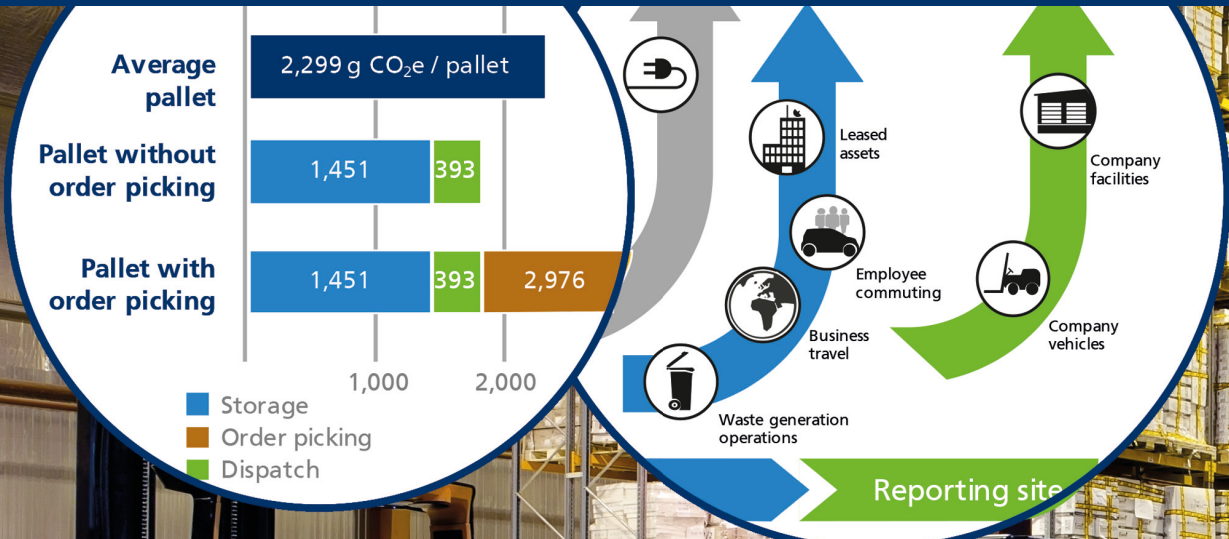 Average
pallet
2,299 g CO₂e / pallet
Pallet without
order picking
1,451
393
Pallet with
order picking
1,451
393
2,976
1,000
2,000
Storage
Order picking
Dispatch
Leased
assets
Employee
commuting
Business
travel
Waste generation
operations
Company
facilities
Company
vehicles
Reporting site